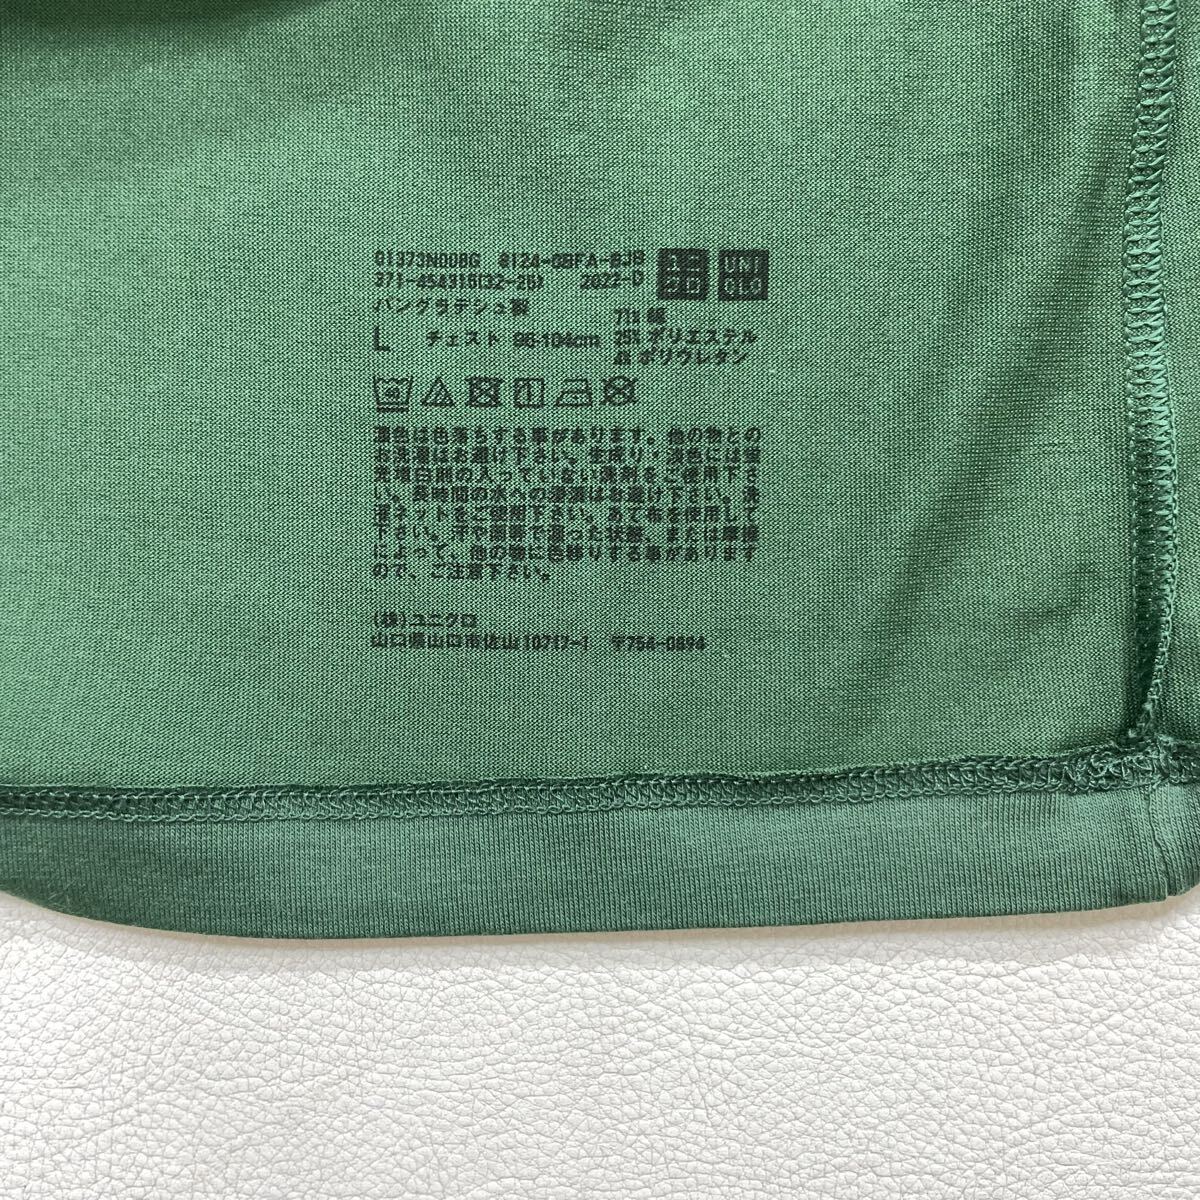 371-454315(32-25) 2022-D
ユニクロ
UNI
QLO
バングラデシュ製
71% 綿
L チェスト 96-104cm
25% ポリエステル
4% ポリウレタン
濃色は色落ちする事があります。他の物との
お洗濯はお避け下さい。生成り・淡色には蛍
光増白剤の入っていない洗剤をご使用下さ
い。長時間の水への浸漬はお避け下さい。洗
濯ネットをご使用下さい。あて布を使用して
下さい。汗や雨等で湿った状態、または摩擦
によって、他の物に色移りする事があります
ので、ご注意下さい。
(株)ユニクロ
山口県山口市佐山10717-1 〒754-0894